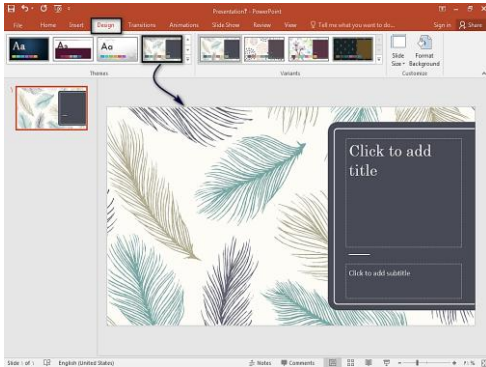 Presentation1 - PowerPoint
File Home Insert Design Transitions Animations Slide Show Review View Tell me what you want to do... Sign in Share
Aa Aa Aa
Slide Size Format Background
Themes Variants Customize
1
Click to add
title
Click to add subtitle
Slide 1 of 1 English (United States) Notes Comments